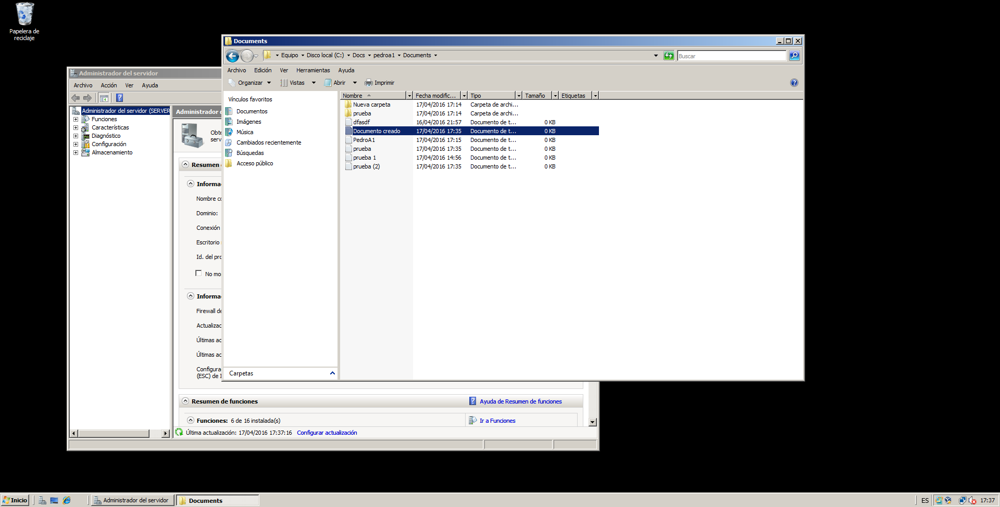 Papelera de
reciclaje
Documents
Equipo Disco local (C:) Docs pedroa1 Documents
Buscar
Archivo Edición Ver Herramientas Ayuda
Organizar Vistas Abrir Imprimir
Vínculos favoritos
Documentos
Imágenes
Música
Cambiados recientemente
Búsquedas
Acceso público
Carpetas
Nombre Fecha modific... Tipo Tamaño Etiquetas
Nueva carpeta 17/04/2016 17:14 Carpeta de archi...
prueba 17/04/2016 17:14 Carpeta de archi...
dfasdf 16/04/2016 21:57 Documento de t... 0 KB
Documento creado 17/04/2016 17:35 Documento de t... 0 KB
PedroA1 17/04/2016 17:15 Documento de t... 0 KB
prueba 17/04/2016 17:35 Documento de t... 0 KB
prueba 1 17/04/2016 14:56 Documento de t... 0 KB
prueba (2) 17/04/2016 17:35 Documento de t... 0 KB
Administrador del servidor
Archivo Acción Ver Ayuda
Administrador del servidor (SERVER
Funciones
Características
Diagnóstico
Configuración
Almacenamiento
Administrador
Obte
serv
Resumen
Informa
Nombre co
Dominio:
Conexión
Escritorio
Id. del pro
No mo
Informa
Firewall de
Actualizac
Últimas ac
Últimas ac
Configura
(ESC) de I
Resumen de funciones Ayuda de Resumen de funciones
Funciones: 6 de 16 instalada(s) Ir a Funciones
Última actualización: 17/04/2016 17:37:16 Configurar actualización
Inicio Administrador del servidor Documents ES 17:37